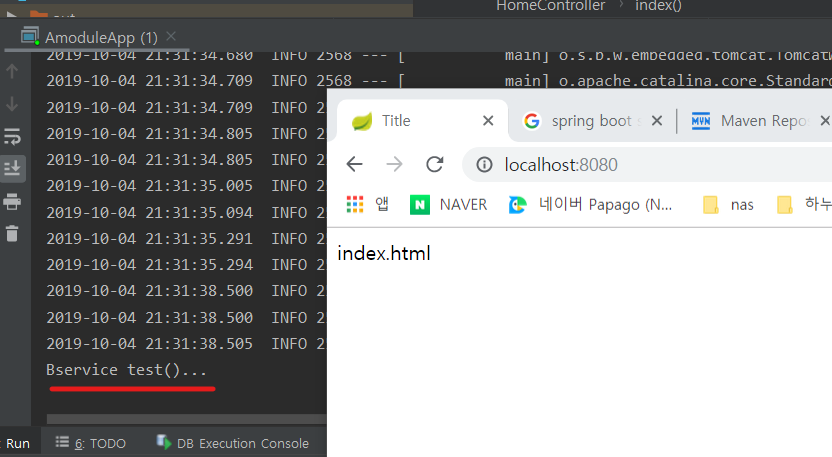 HomeController > index()
AmoduleApp (1)
2019-10-04 21:31:34.680 INFO 2568 --- [ main] o.s.b.w.embedded.tomcat.Tomcat
2019-10-04 21:31:34.709 INFO 2568 --- [ main] o.apache.catalina.core.Standard
2019-10-04 21:31:34.709 INFO 2
2019-10-04 21:31:34.805 INFO 2
2019-10-04 21:31:34.805 INFO 2
2019-10-04 21:31:35.005 INFO 2
2019-10-04 21:31:35.094 INFO 2
2019-10-04 21:31:35.291 INFO 2
2019-10-04 21:31:35.294 INFO 2
2019-10-04 21:31:38.500 INFO 2
2019-10-04 21:31:38.500 INFO 2
2019-10-04 21:31:38.505 INFO 2
Bservice test()...
Run 6: TODO DB Execution Console
Title spring boot Maven Repo
localhost:8080
앱 NAVER 네이버 Papago (N... nas 하누
index.html